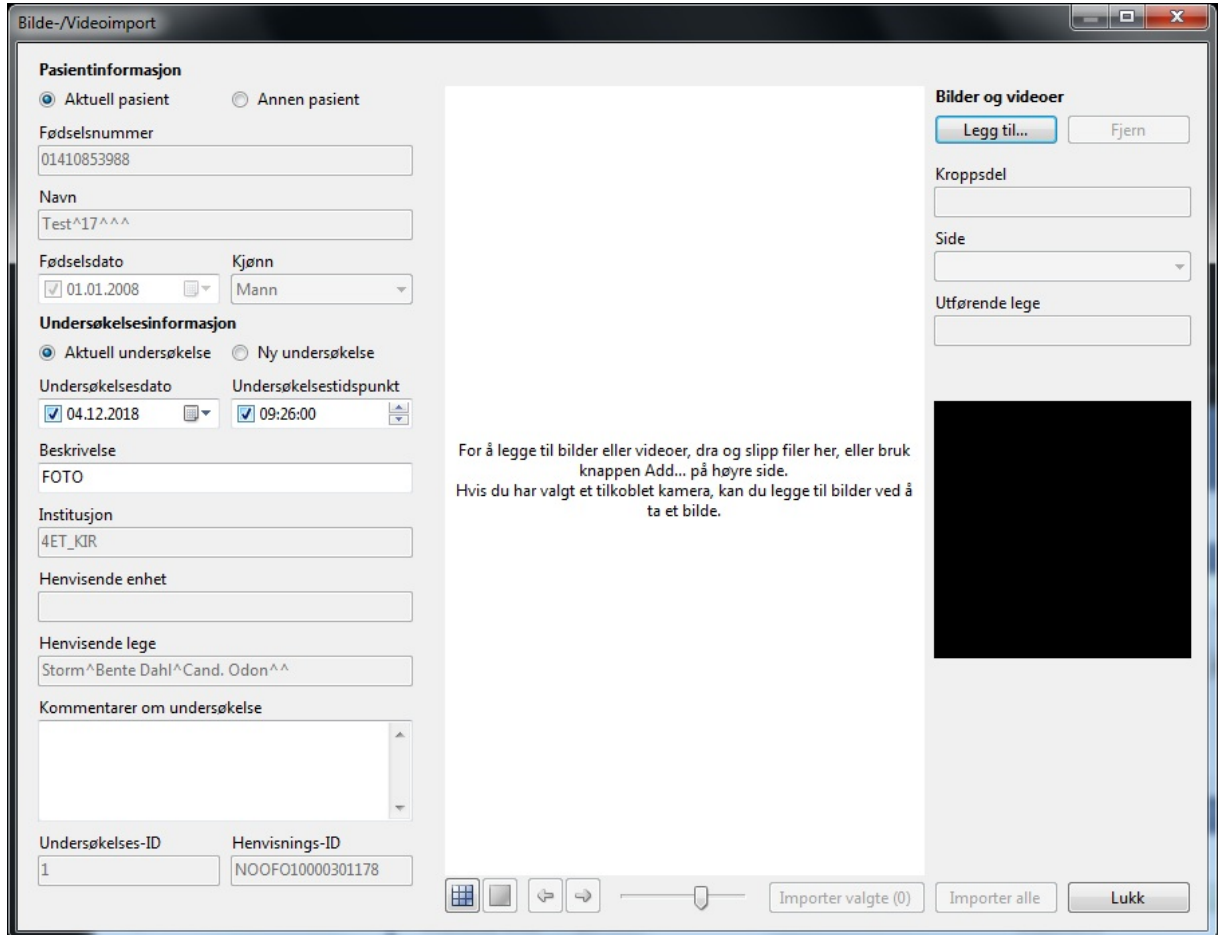 Bilde-/Videoimport
Pasientinformasjon
Aktuell pasient
Annen pasient
Fødselsnummer
01410853988
Navn
Test^17^^^
Fødselsdato
Kjønn
01.01.2008
Mann
Undersøkelsesinformasjon
Aktuell undersøkelse
Ny undersøkelse
Undersøkelsesdato
Undersøkelsestidspunkt
04.12.2018
09:26:00
Beskrivelse
FOTO
Institusjon
4ET_KIR
Henvisende enhet
Henvisende lege
Storm^Bente Dahl^Cand. Odon^^
Kommentarer om undersøkelse
Undersøkelses-ID
Henvisnings-ID
1
NOOFO10000301178
For å legge til bilder eller videoer, dra og slipp filer her, eller bruk
knappen Add... på høyre side.
Hvis du har valgt et tilkoblet kamera, kan du legge til bilder ved å
ta et bilde.
Bilder og videoer
Legg til...
Fjern
Kroppsdel
Side
Utførende lege
Importer valgte (0)
Importer alle
Lukk